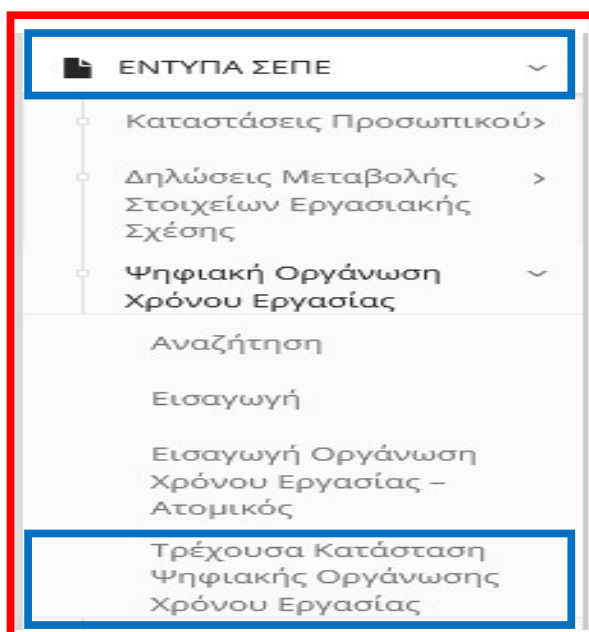 ΕΝΤΥΠΑ ΣΕΠΕ
Καταστάσεις Προσωπικού
Δηλώσεις Μεταβολής
Στοιχείων Εργασιακής
Σχέσης
Ψηφιακή Οργάνωση
Χρόνου Εργασίας
Αναζήτηση
Εισαγωγή
Εισαγωγή Οργάνωση
Χρόνου Εργασίας –
Ατομικός
Τρέχουσα Κατάσταση
Ψηφιακής Οργάνωσης
Χρόνου Εργασίας